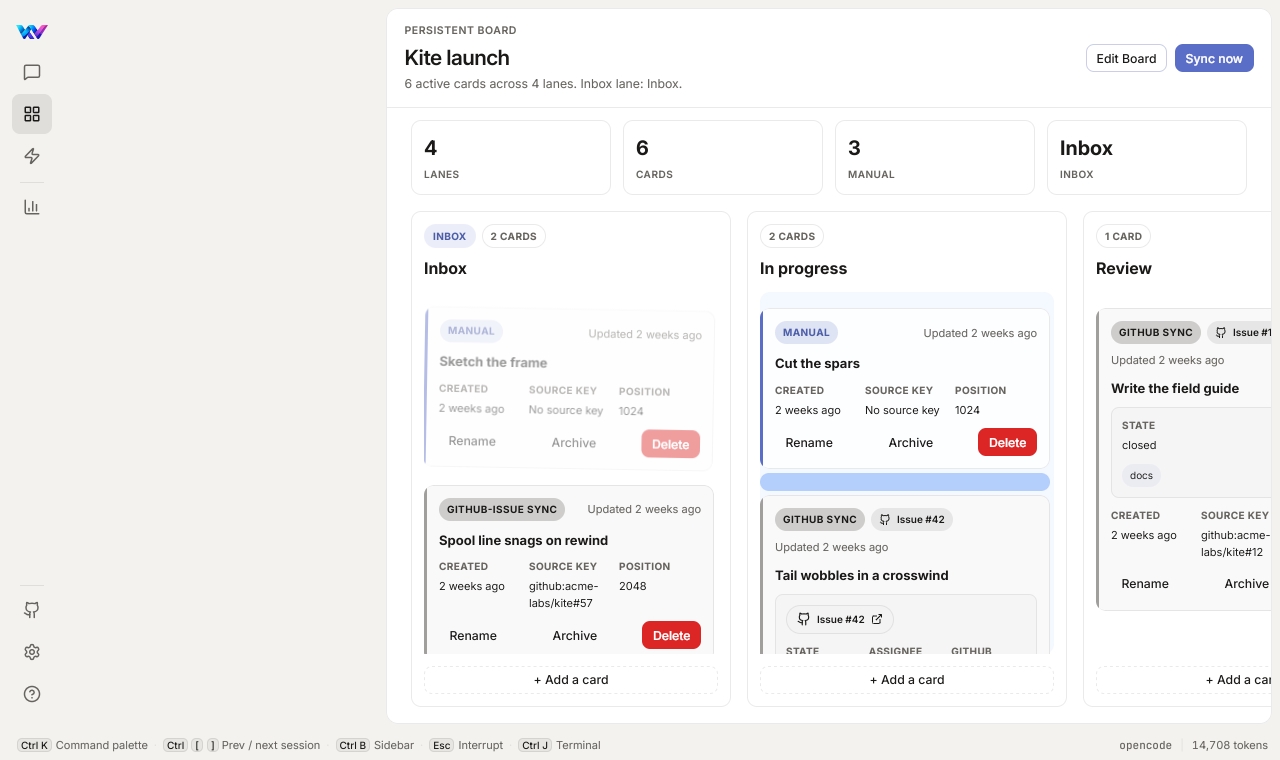 PERSISTENT BOARD
Kite launch
6 active cards across 4 lanes. Inbox lane: Inbox.
Edit Board
Sync now
4
LANES
6
CARDS
3
MANUAL
Inbox
INBOX
INBOX
2 CARDS
Inbox
MANUAL
Updated 2 weeks ago
Sketch the frame
CREATED SOURCE KEY POSITION
2 weeks ago No source key 1024
Rename Archive Delete
GITHUB-ISSUE SYNC
Updated 2 weeks ago
Spool line snags on rewind
CREATED SOURCE KEY POSITION
2 weeks ago github:acme- 2048
labs/kite#57
Rename Archive Delete
+ Add a card
2 CARDS
In progress
MANUAL
Updated 2 weeks ago
Cut the spars
CREATED SOURCE KEY POSITION
2 weeks ago No source key 1024
Rename Archive Delete
GITHUB SYNC
Issue #42
Updated 2 weeks ago
Tail wobbles in a crosswind
Issue #42
STATE ASSIGNEE GITHUB
+ Add a card
1 CARD
Review
GITHUB SYNC
Issue #1
Updated 2 weeks ago
Write the field guide
STATE
closed
docs
CREATED SOURCE KEY
2 weeks ago github:acme-
labs/kite#12
Rename Archive
+ Add a car
Ctrl K Command palette
Ctrl [ ] Prev / next session
Ctrl B Sidebar
Esc Interrupt
Ctrl J Terminal
opencode
14,708 tokens